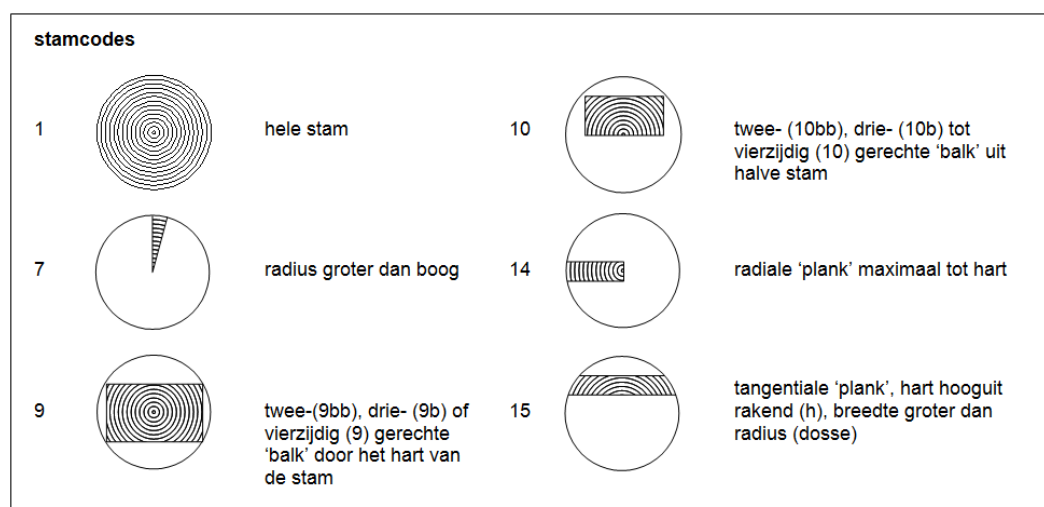 stamcodes
1
hele stam
10
twee- (10bb), drie- (10b) tot
vierzijdig (10) gerechte ‘balk’ uit
halve stam
7
radius groter dan boog
14
radiale ‘plank’ maximaal tot hart
9
twee-(9bb), drie- (9b) of
vierzijdig (9) gerechte
‘balk’ door het hart van
de stam
15
tangentiale ‘plank’, hart hooguit
rakend (h), breedte groter dan
radius (dosse)